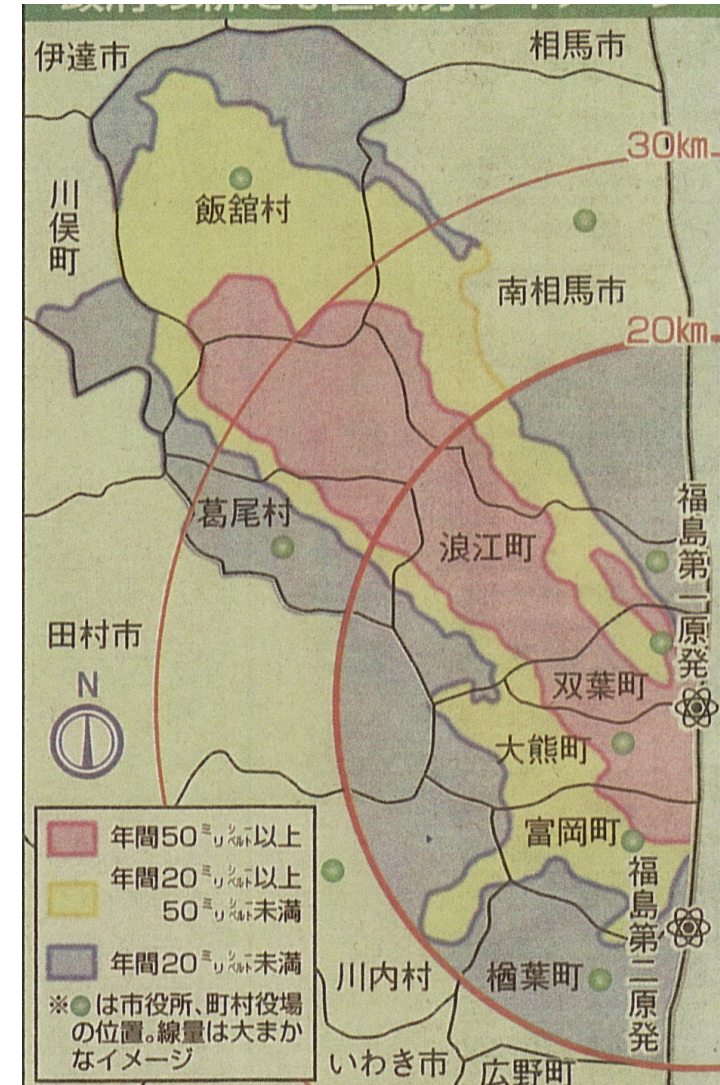 伊達市
相馬市
30km
川俣町
飯舘村
南相馬市
20km
葛尾村
浪江町
福島第一原発
田村市
N
双葉町
大熊町
富岡町
年間50ミリシーベルト以上
年間20ミリシーベルト以上
50ミリシーベルト未満
年間20ミリシーベルト未満
※ は市役所、町村役場
の位置。線量は大まか
なイメージ
福島第二原発
川内村
楢葉町
いわき市
広野町